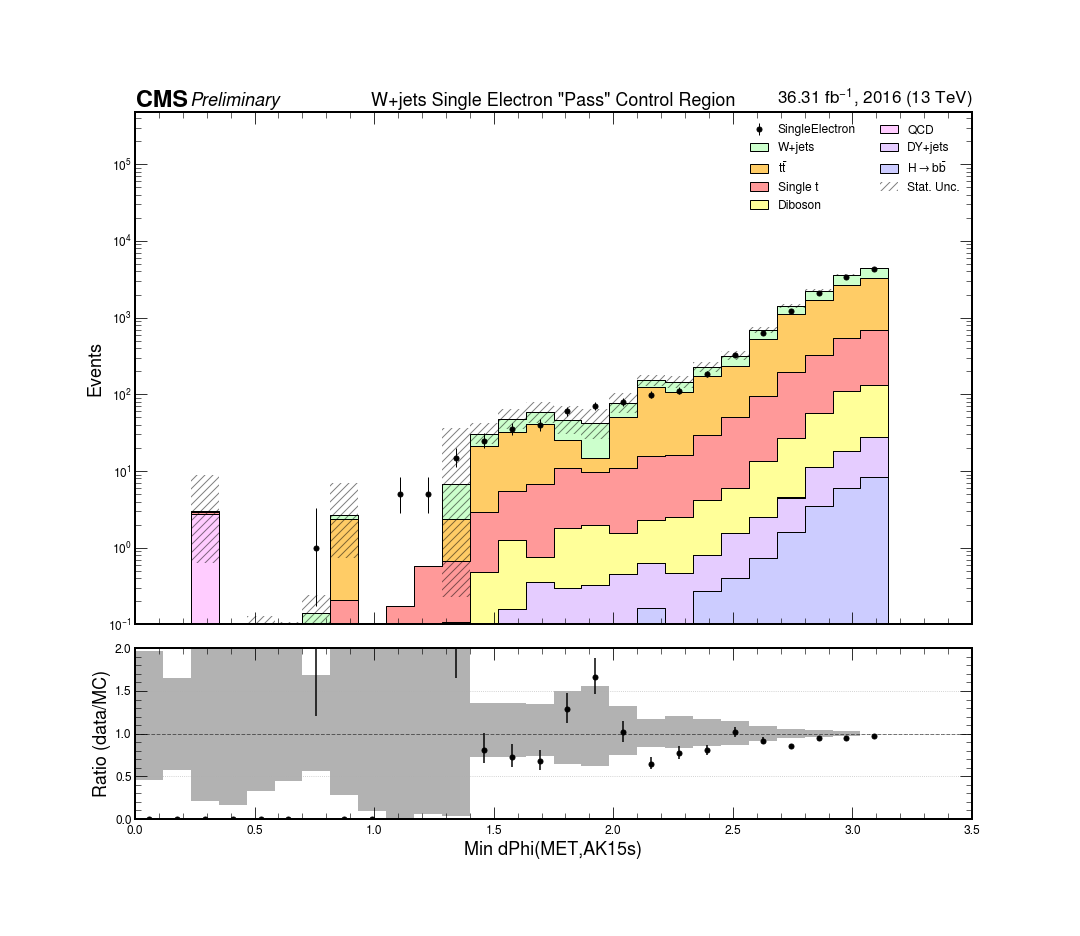 CMS Preliminary W+jets Single Electron "Pass" Control Region 36.31 fb⁻¹, 2016 (13 TeV)
SingleElectron
W+jets
tt̄
Single t
Diboson
QCD
DY+jets
H→bb̄
Stat. Unc.
Events
10⁵
10⁴
10³
10²
10¹
10⁰
10⁻¹
Ratio (data/MC)
2.0
1.5
1.0
0.5
0.0
0.0 0.5 1.0 1.5 2.0 2.5 3.0 3.5
Min dPhi(MET,AK15s)